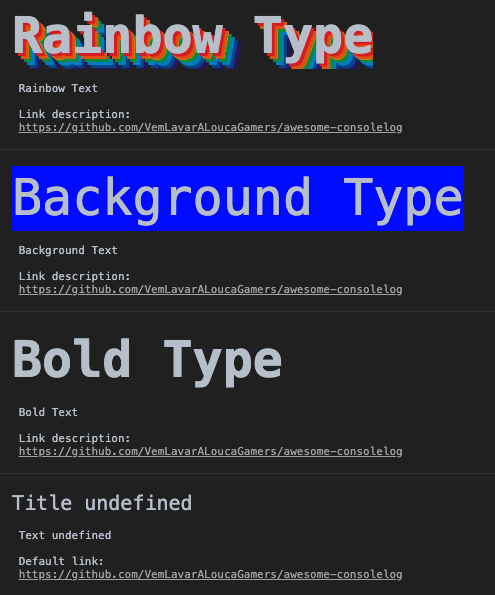 Rainbow Type
Rainbow Text
Link description:
https://github.com/VemLavarALoucaGamers/awesome-consolelog
Background Type
Background Text
Link description:
https://github.com/VemLavarALoucaGamers/awesome-consolelog
Bold Type
Bold Text
Link description:
https://github.com/VemLavarALoucaGamers/awesome-consolelog
Title undefined
Text undefined
Default link:
https://github.com/VemLavarALoucaGamers/awesome-consolelog